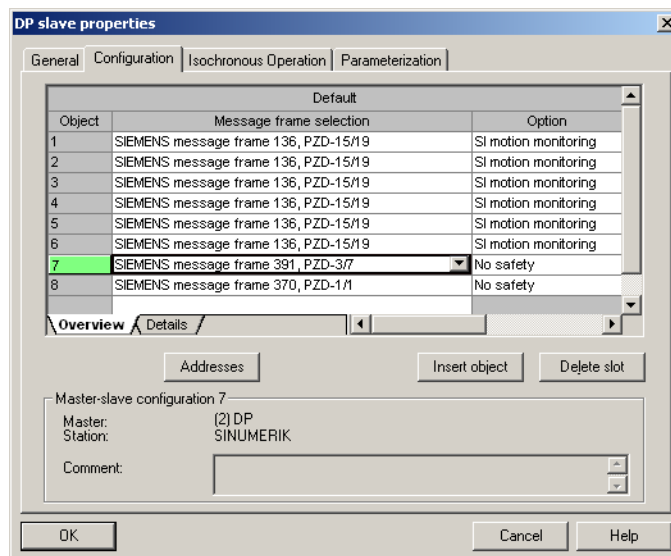 DP slave properties
General Configuration Isochronous Operation Parameterization
Default
Object Message frame selection Option
1 SIEMENS message frame 136, PZD-15/19 SI motion monitoring
2 SIEMENS message frame 136, PZD-15/19 SI motion monitoring
3 SIEMENS message frame 136, PZD-15/19 SI motion monitoring
4 SIEMENS message frame 136, PZD-15/19 SI motion monitoring
5 SIEMENS message frame 136, PZD-15/19 SI motion monitoring
6 SIEMENS message frame 136, PZD-15/19 SI motion monitoring
7 SIEMENS message frame 391, PZD-3/7 No safety
8 SIEMENS message frame 370, PZD-1/1 No safety
Overview Details
Addresses Insert object Delete slot
Master-slave configuration 7
Master: (2) DP
Station: SINUMERIK
Comment:
OK Cancel Help